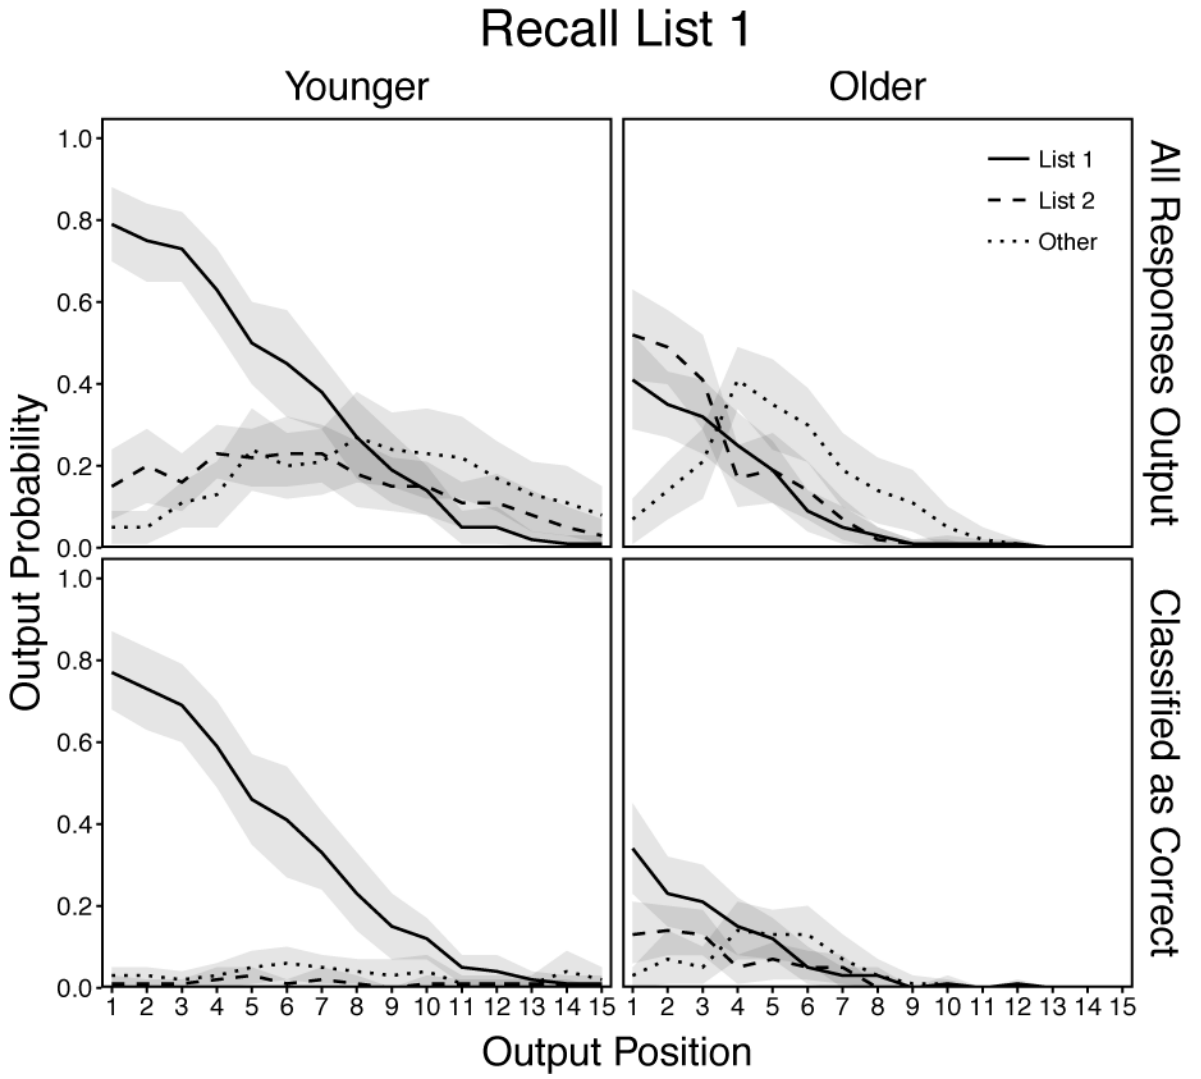 Recall List 1
Younger
Older
1.0
0.8
0.6
0.4
0.2
0.0
List 1
List 2
Other
All Responses Output
1.0
0.8
0.6
0.4
0.2
0.0
Classified as Correct
Output Probability
1 2 3 4 5 6 7 8 9 10 11 12 13 14 15
1 2 3 4 5 6 7 8 9 10 11 12 13 14 15
Output Position